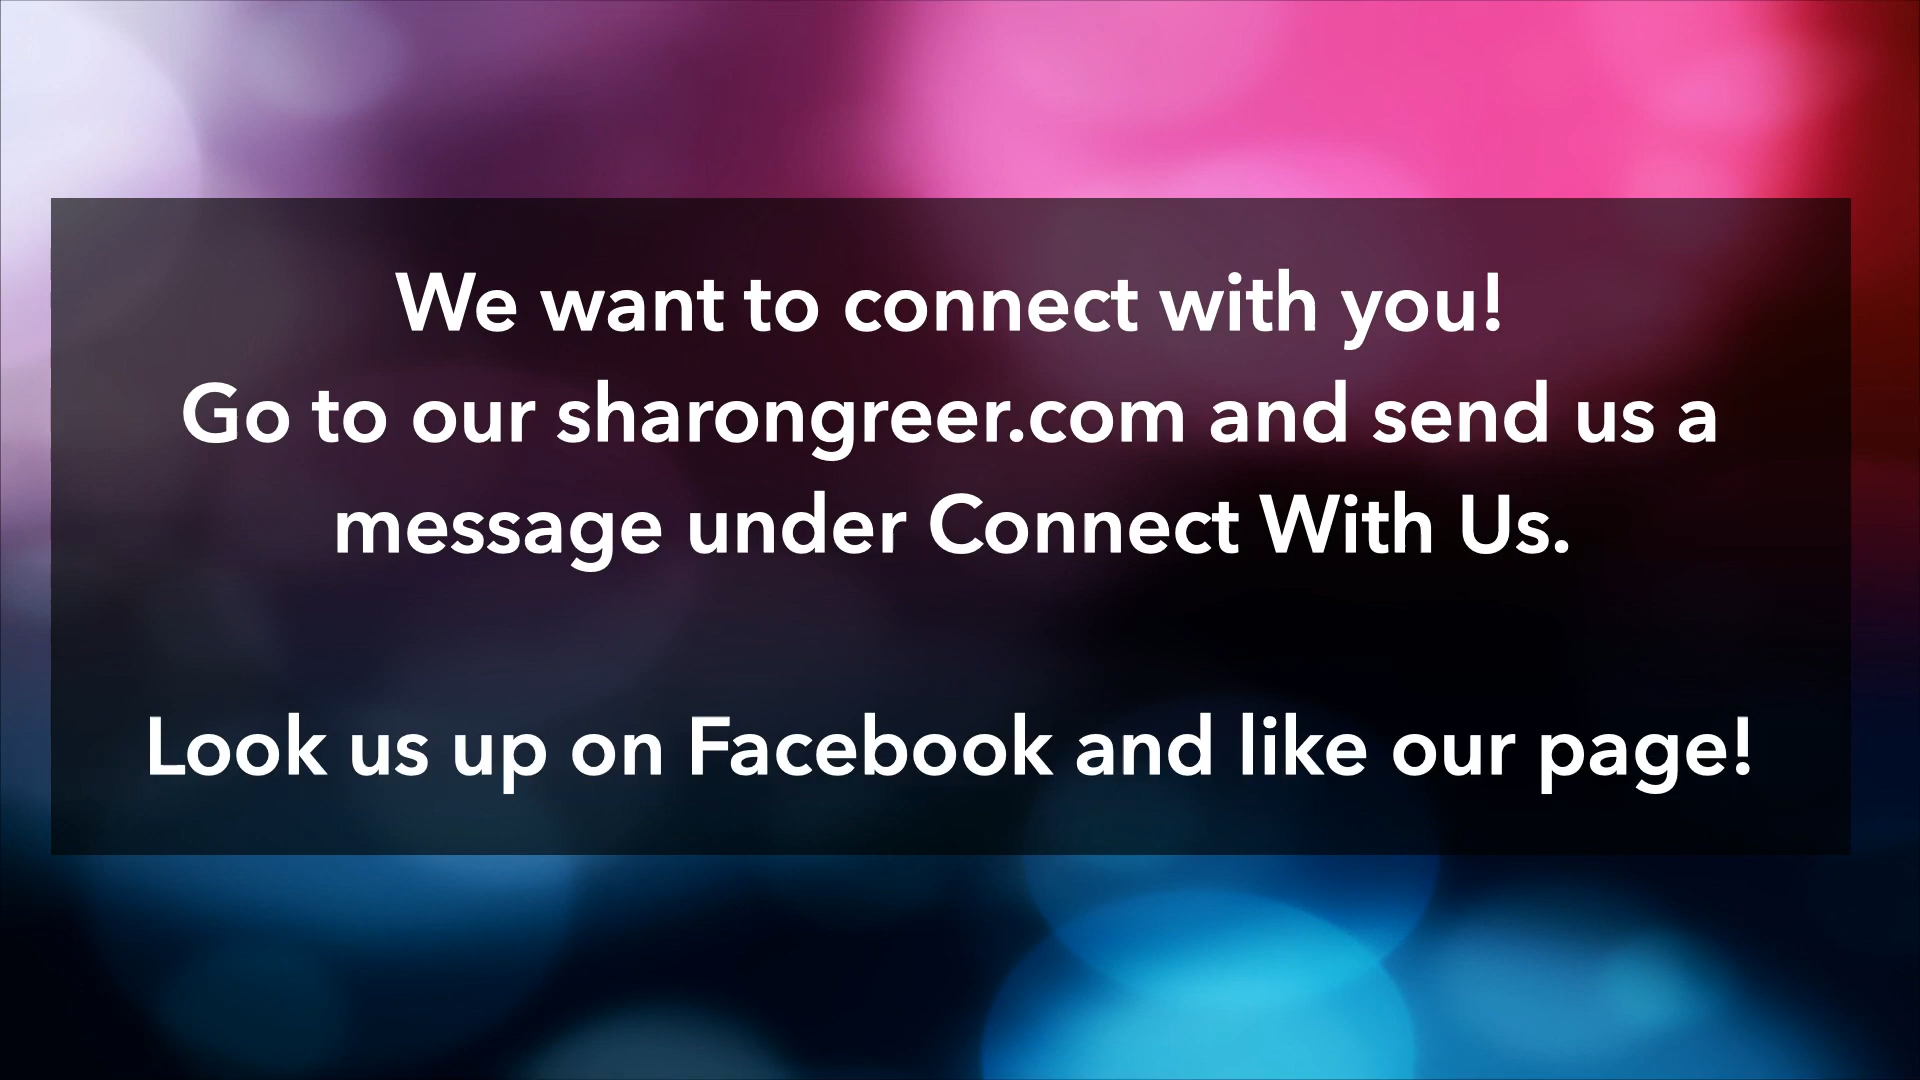 We want to connect with you!
Go to our sharongreer.com and send us a
message under Connect With Us.
Look us up on Facebook and like our page!